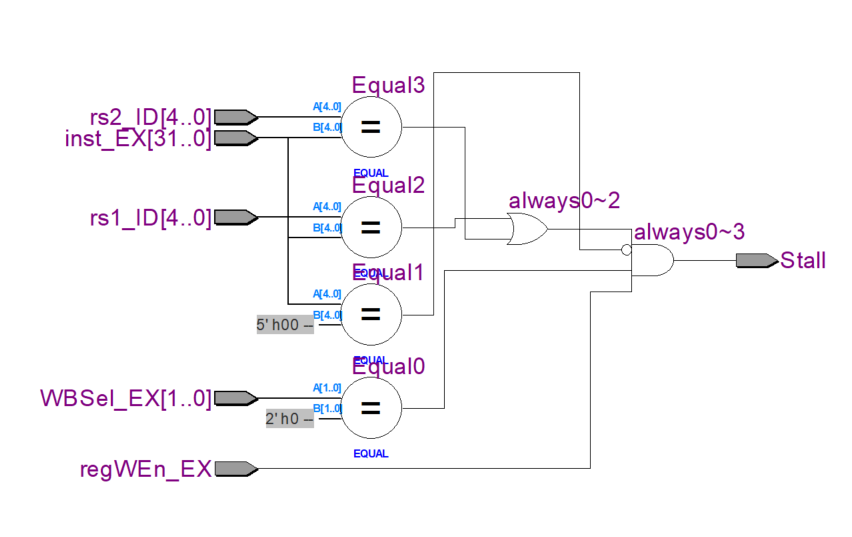 Equal3
rs2_ID[4..0]
A[4..0]
B[4..0]
=
inst_EX[31..0]
EQUAL
Equal2
rs1_ID[4..0]
A[4..0]
B[4..0]
=
always0~2
always0~3
Stall
EQUAL
Equal1
A[4..0]
5'h00
B[4..0]
=
EQUAL
Equal0
WBSel_EX[1..0]
A[1..0]
2'h0
B[1..0]
=
EQUAL
regWEn_EX